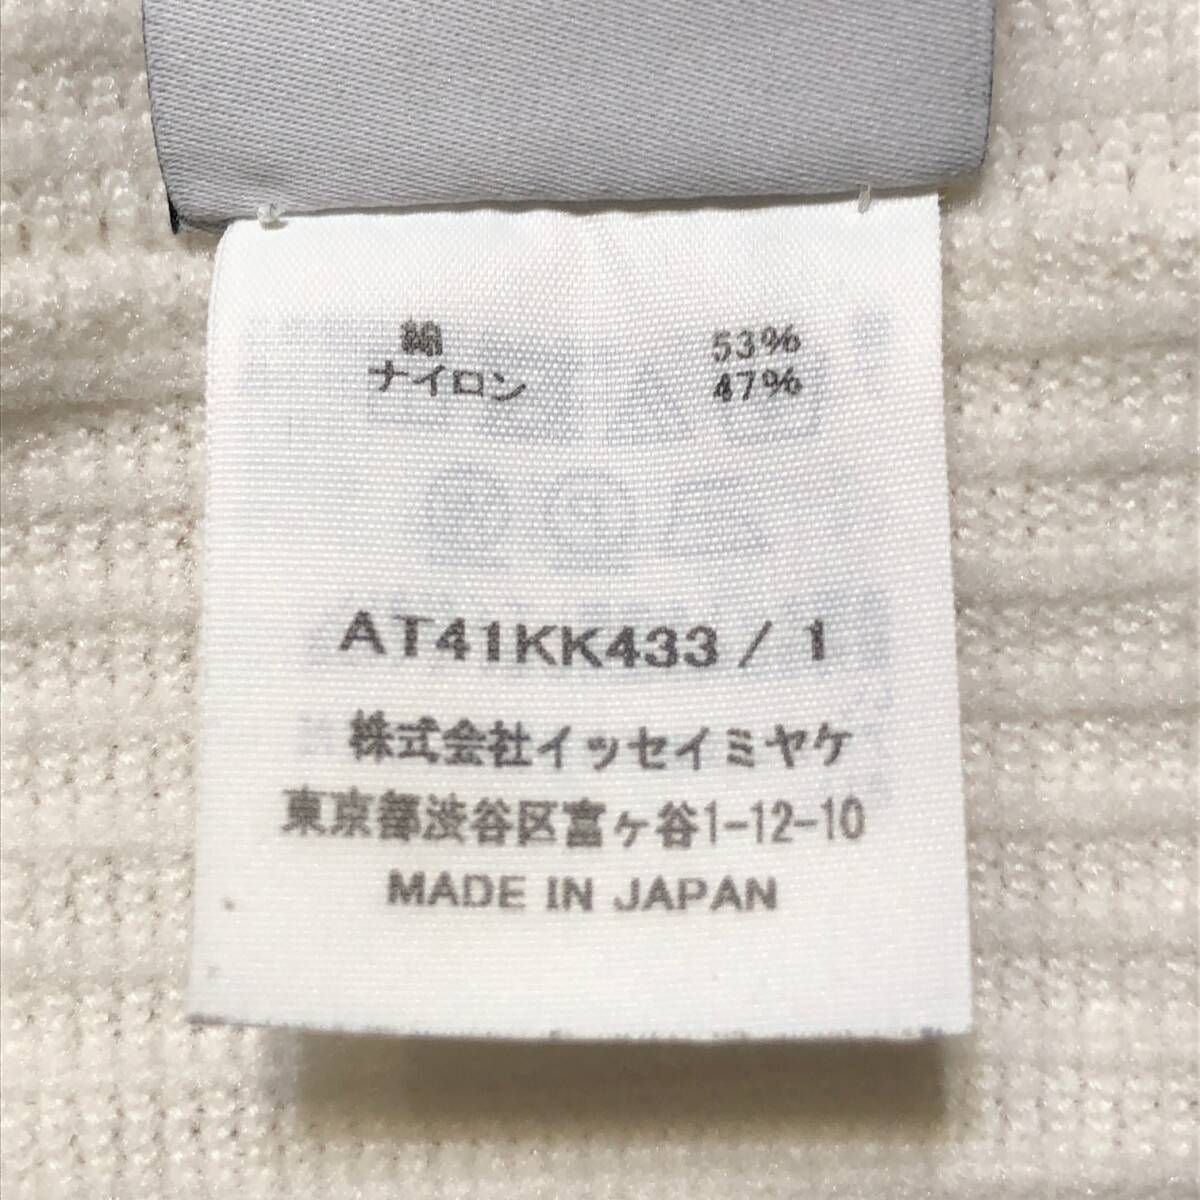 綿 53%
ナイロン 47%
AT41KK433 / 1
株式会社イッセイミヤケ
東京都渋谷区富ヶ谷1-12-10
MADE IN JAPAN